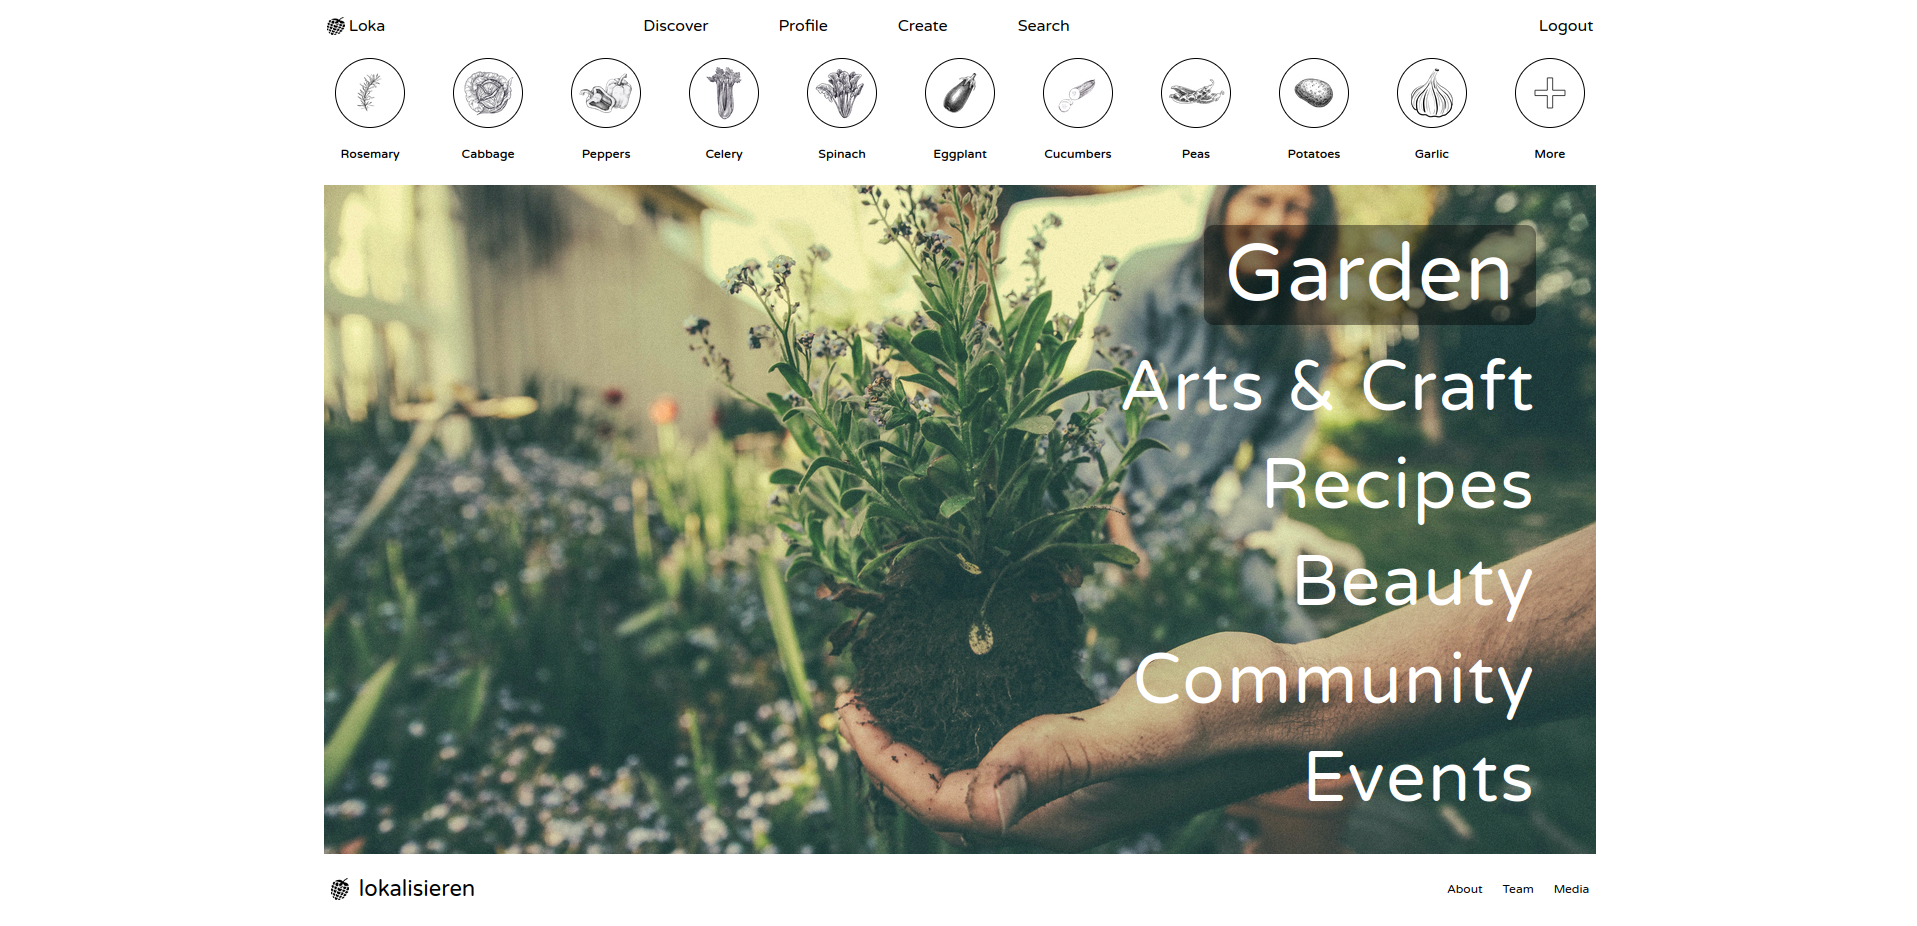 Loka Discover Profile Create Search Logout
Rosemary Cabbage Peppers Celery Spinach Eggplant Cucumbers Peas Potatoes Garlic More
Garden
Arts & Craft
Recipes
Beauty
Community
Events
lokalisieren About Team Media